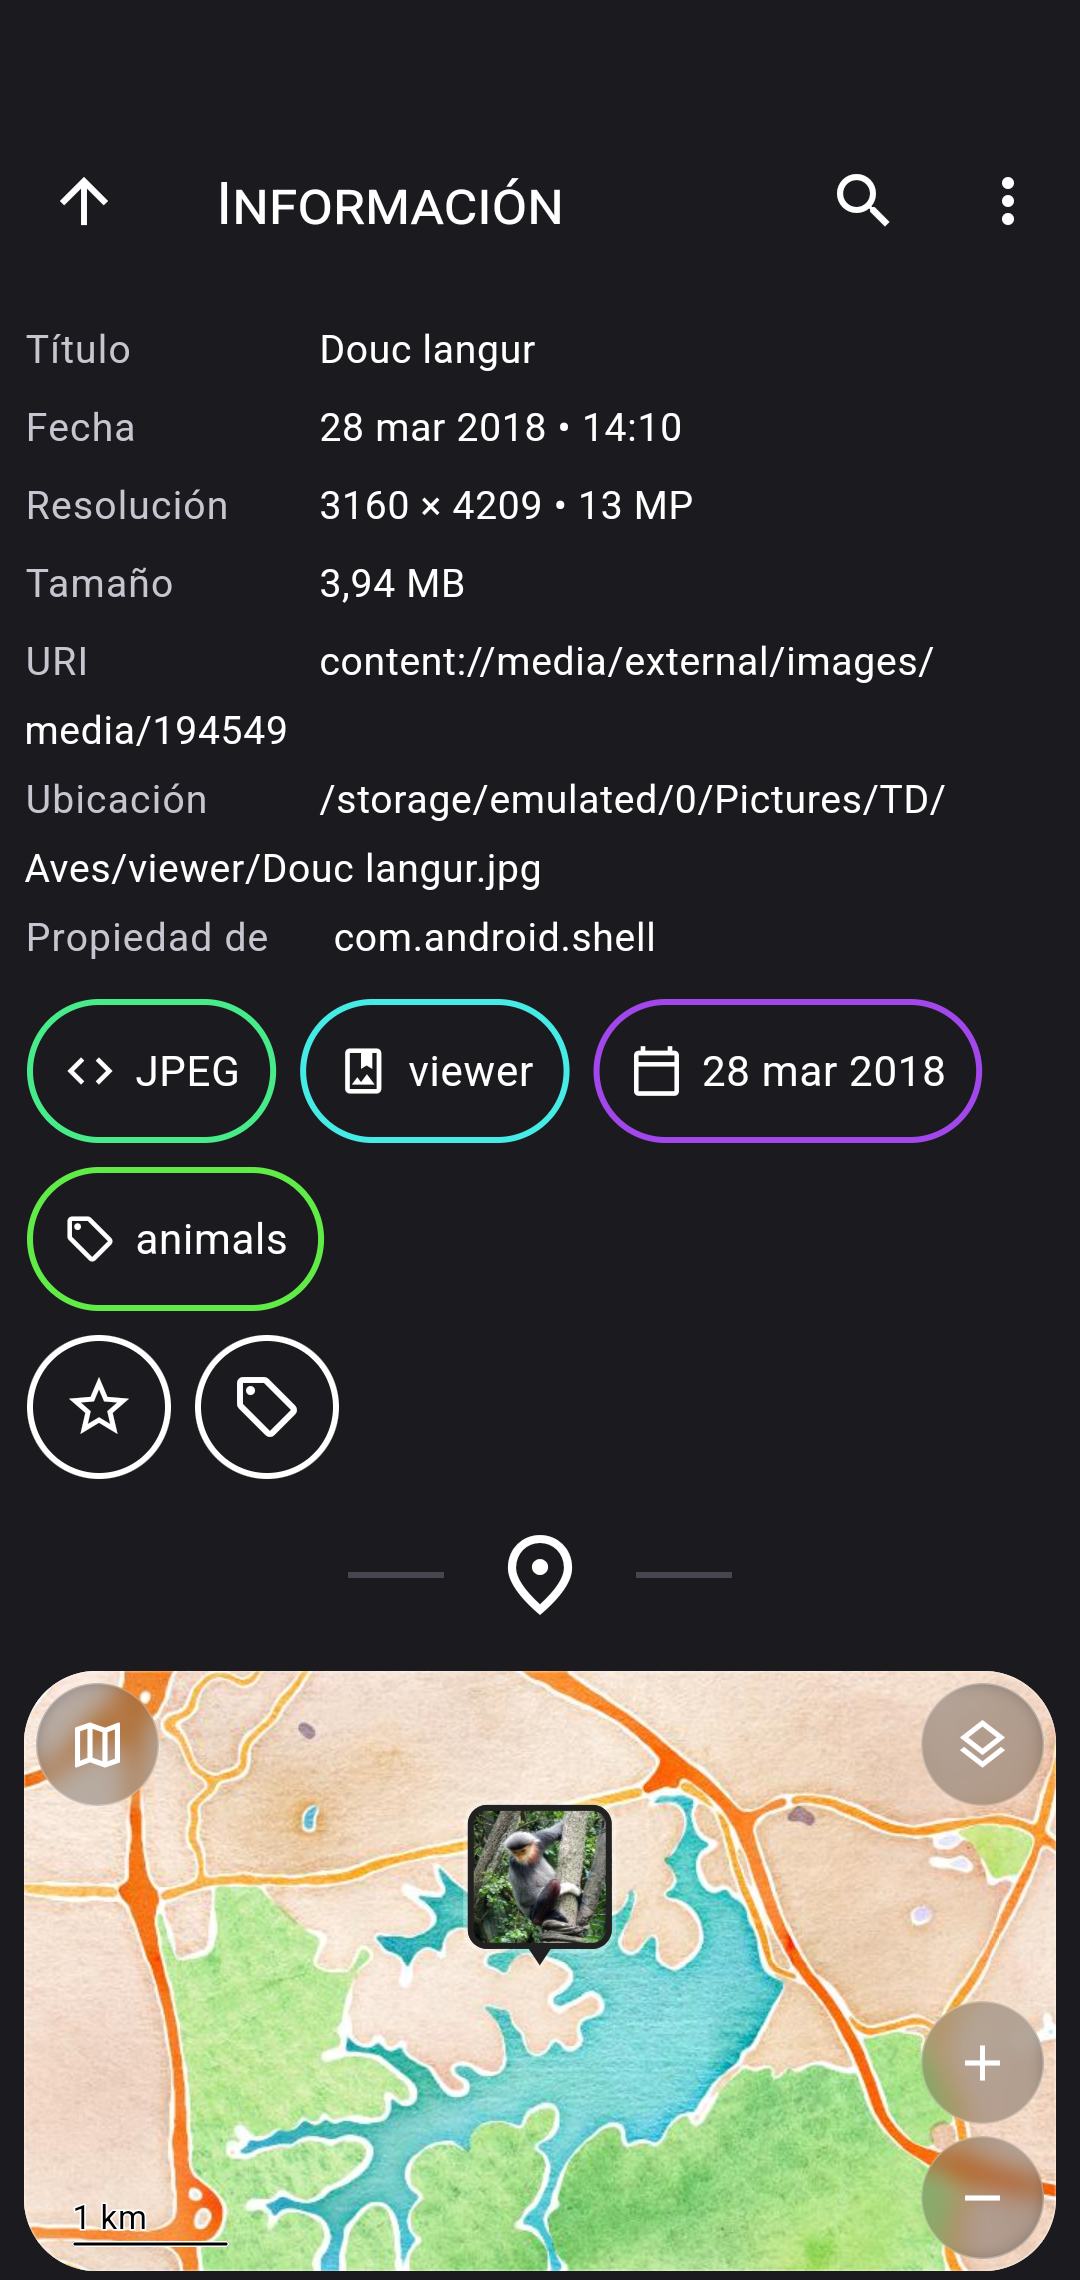 INFORMACIÓN
Título Douc langur
Fecha 28 mar 2018 • 14:10
Resolución 3160 × 4209 • 13 MP
Tamaño 3,94 MB
URI content://media/external/images/
media/194549
Ubicación /storage/emulated/0/Pictures/TD/
Aves/viewer/Douc langur.jpg
Propiedad de com.android.shell
JPEG viewer 28 mar 2018
animals
1 km